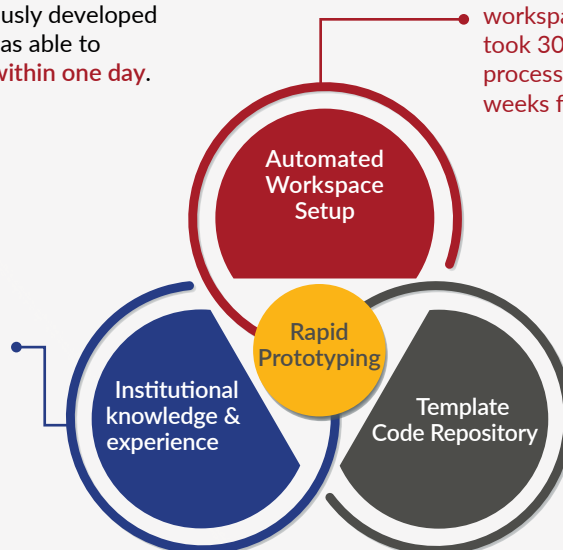 usly developed
as able to
within one day.
workspa
took 30
process
weeks f
Automated
Workspace
Setup
Rapid
Prototyping
Institutional
knowledge &
experience
Template
Code Repository